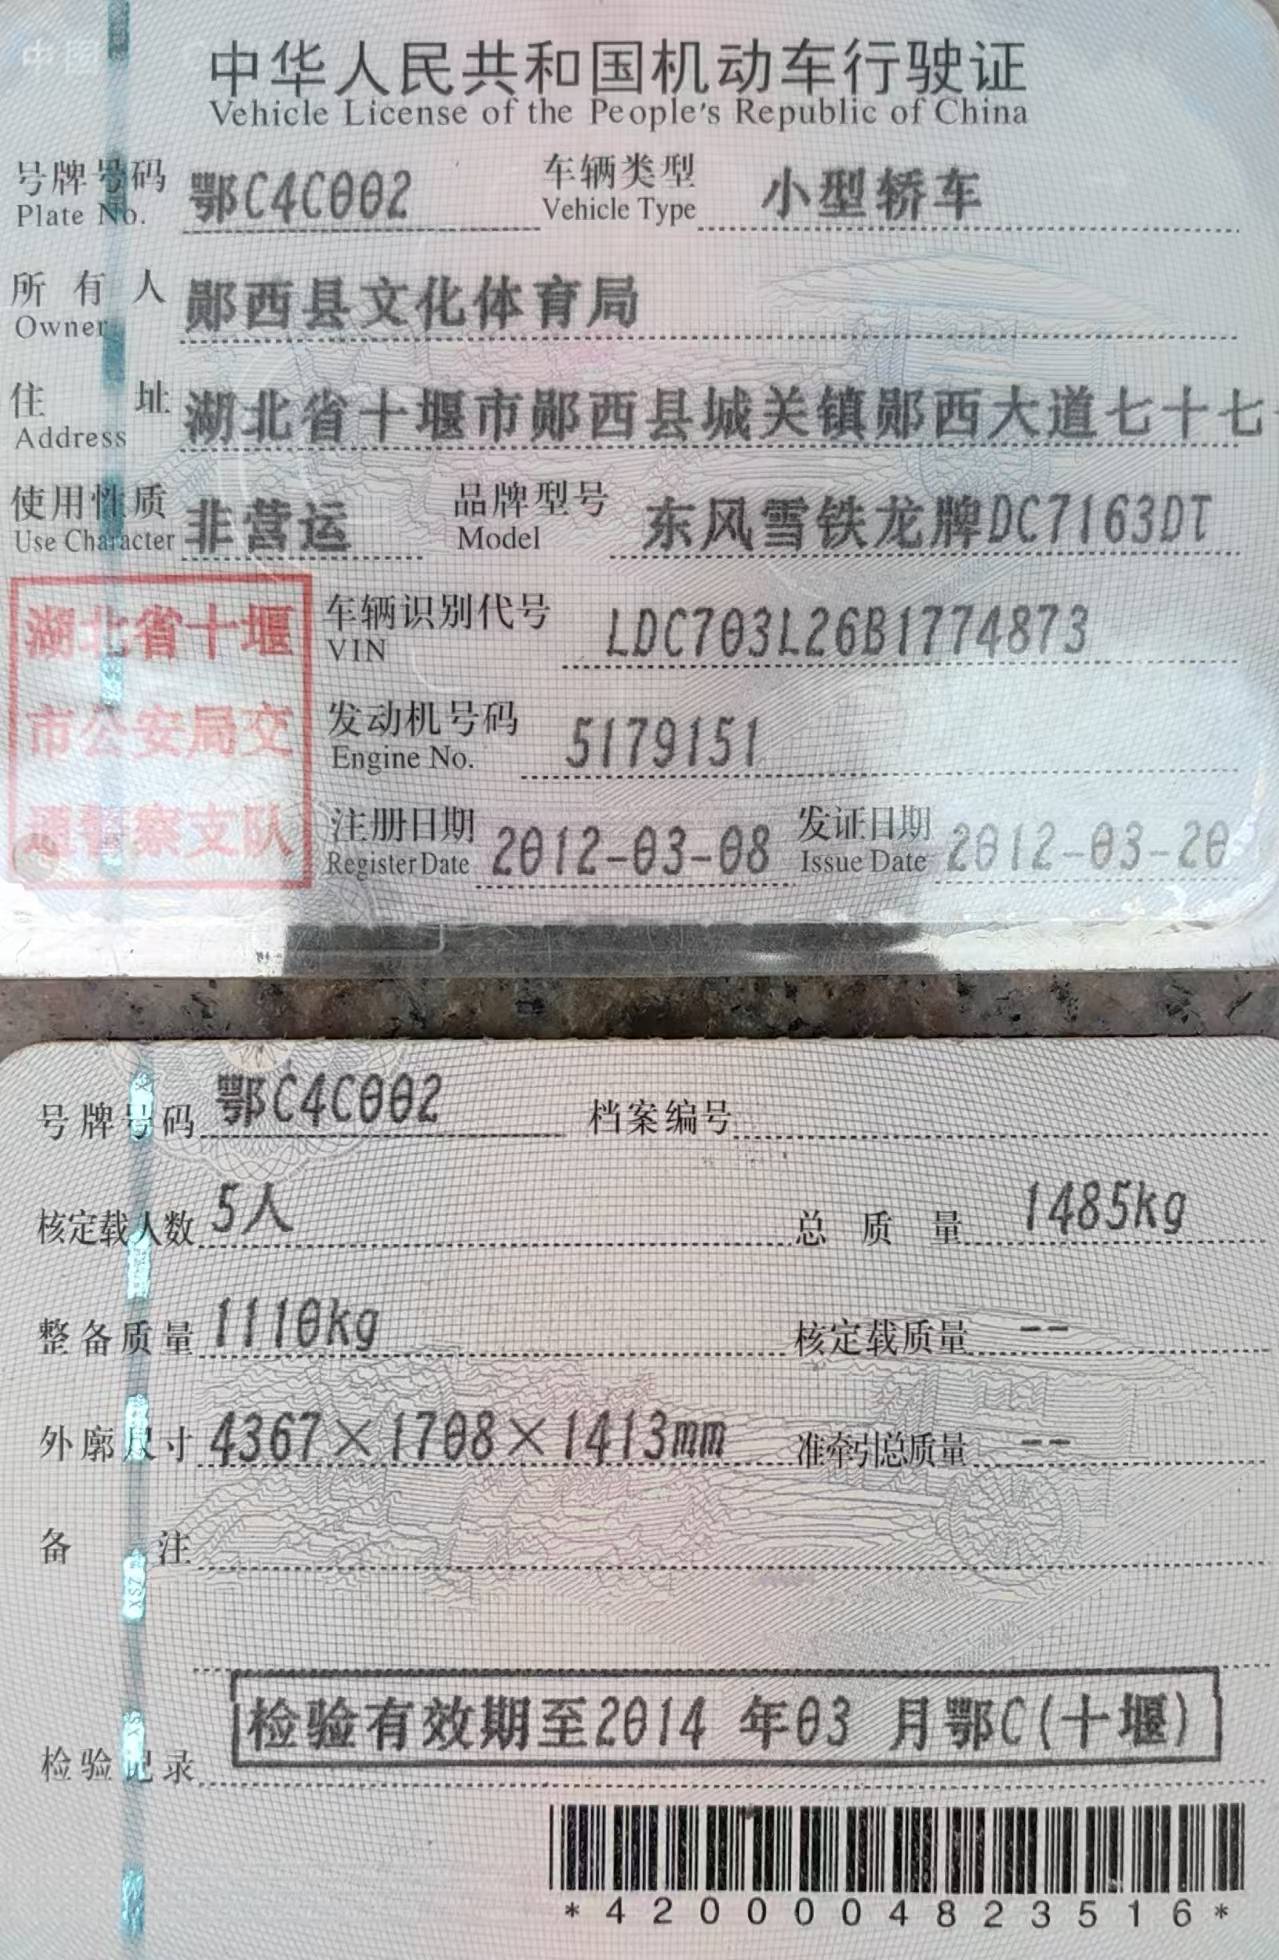 中华人民共和国机动车行驶证
Vehicle License of the People's Republic of China
号牌号码 鄂C4C002 车辆类型 小型轿车
Plate No. Vehicle Type
所有人 郧西县文化体育局
Owner
住址 湖北省十堰市郧西县城关镇郧西大道七十七
Address
使用性质 非营运 品牌型号 东风雪铁龙牌DC7163DT
Use Character Model
湖北省十堰
市公安局交
通警察支队
车辆识别代号 LDC703L26B1774873
VIN
发动机号码 5179151
Engine No.
注册日期 2012-03-08 发证日期 2012-03-20
Register Date Issue Date
号牌号码 鄂C4C002 档案编号
核定载人数 5人 总质量 1485kg
整备质量 1110kg 核定载质量 --
外廓尺寸 4367×1708×1413mm 准牵引总质量 --
备注
检验有效期至2014 年03 月鄂C(十堰)
检验记录
*4200004823516*